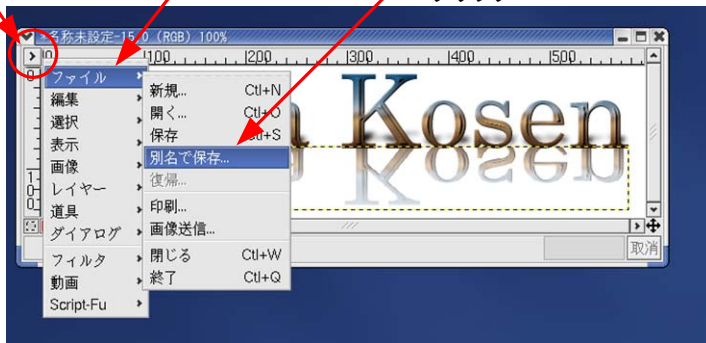 名称未設定-15.0 (RGB) 100%
0 100 200 300 400 500
ファイル
編集
選択
表示
画像
レイヤー
道具
ダイアログ
フィルタ
動画
Script-Fu
新規... Ctl+N
開く... Ctl+O
保存 Ctl+S
別名で保存...
復帰...
印刷...
画像送信...
閉じる Ctl+W
終了 Ctl+Q
Kosen
取消